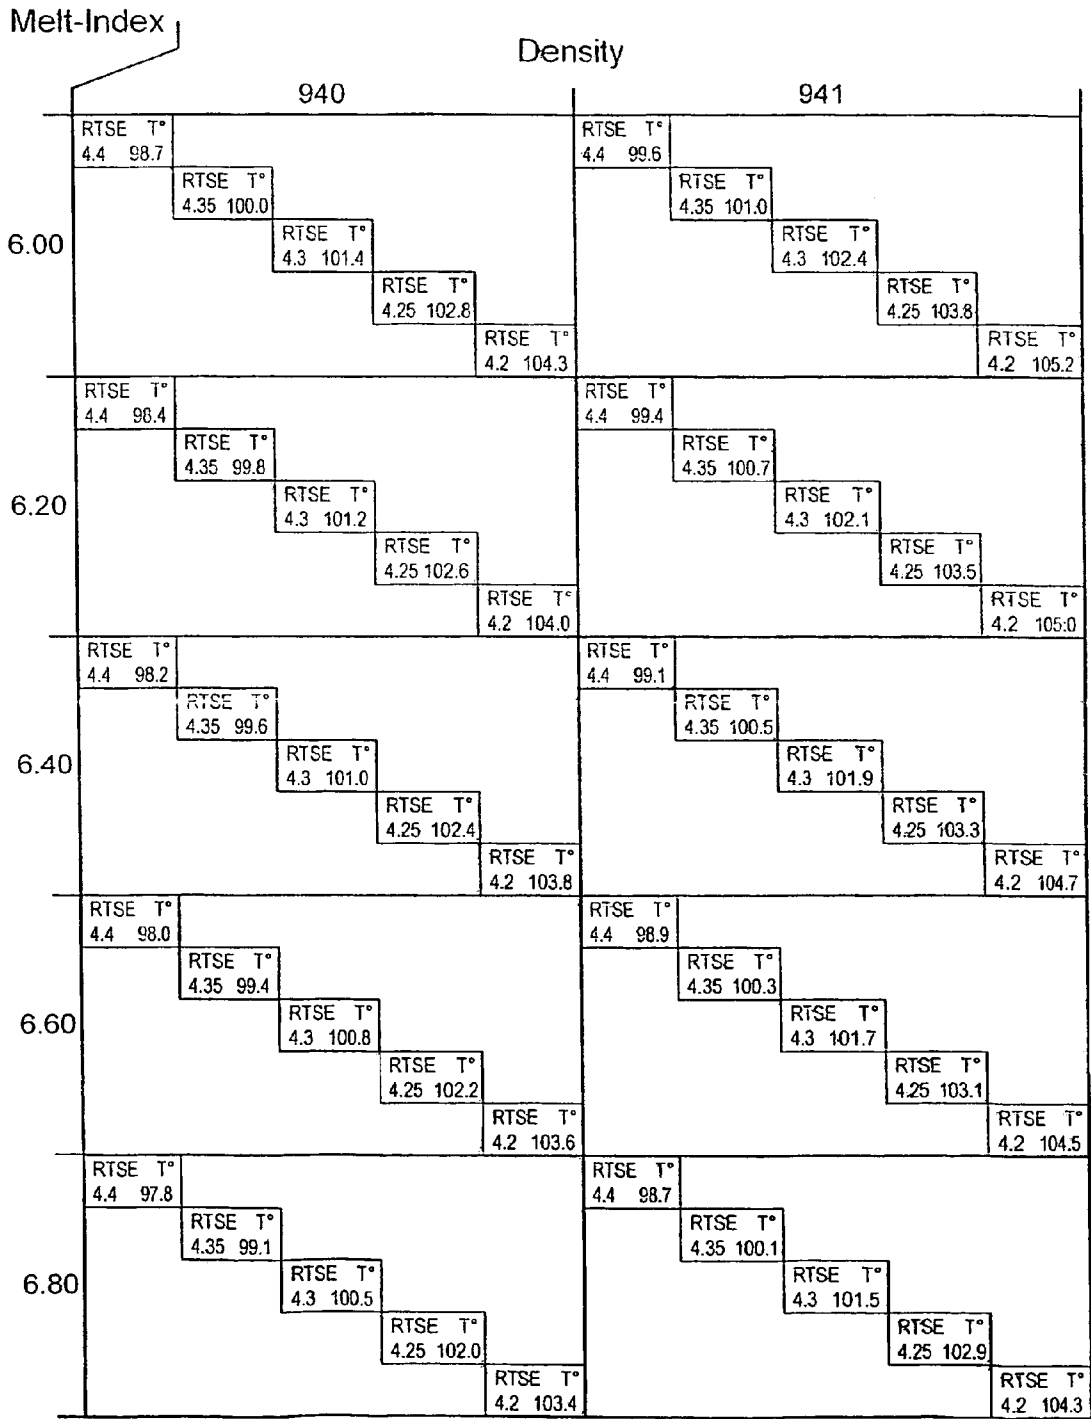 Melt-Index
Density
940 941
RTSE T° RTSE T°
4.4 98.7 4.4 99.6
RTSE T° RTSE T°
4.35 100.0 4.35 101.0
6.00
RTSE T° RTSE T°
4.3 101.4 4.3 102.4
RTSE T° RTSE T°
4.25 102.8 4.25 103.8
RTSE T° RTSE T°
4.2 104.3 4.2 105.2
RTSE T° RTSE T°
4.4 98.4 4.4 99.4
RTSE T° RTSE T°
4.35 99.8 4.35 100.7
6.20
RTSE T° RTSE T°
4.3 101.2 4.3 102.1
RTSE T° RTSE T°
4.25 102.6 4.25 103.5
RTSE T° RTSE T°
4.2 104.0 4.2 105.0
RTSE T° RTSE T°
4.4 98.2 4.4 99.1
RTSE T° RTSE T°
4.35 99.6 4.35 100.5
6.40
RTSE T° RTSE T°
4.3 101.0 4.3 101.9
RTSE T° RTSE T°
4.25 102.4 4.25 103.3
RTSE T° RTSE T°
4.2 103.8 4.2 104.7
RTSE T° RTSE T°
4.4 98.0 4.4 98.9
RTSE T° RTSE T°
4.35 99.4 4.35 100.3
6.60
RTSE T° RTSE T°
4.3 100.8 4.3 101.7
RTSE T° RTSE T°
4.25 102.2 4.25 103.1
RTSE T° RTSE T°
4.2 103.6 4.2 104.5
RTSE T° RTSE T°
4.4 97.8 4.4 98.7
RTSE T° RTSE T°
4.35 99.1 4.35 100.1
6.80
RTSE T° RTSE T°
4.3 100.5 4.3 101.5
RTSE T° RTSE T°
4.25 102.0 4.25 102.9
RTSE T° RTSE T°
4.2 103.4 4.2 104.3